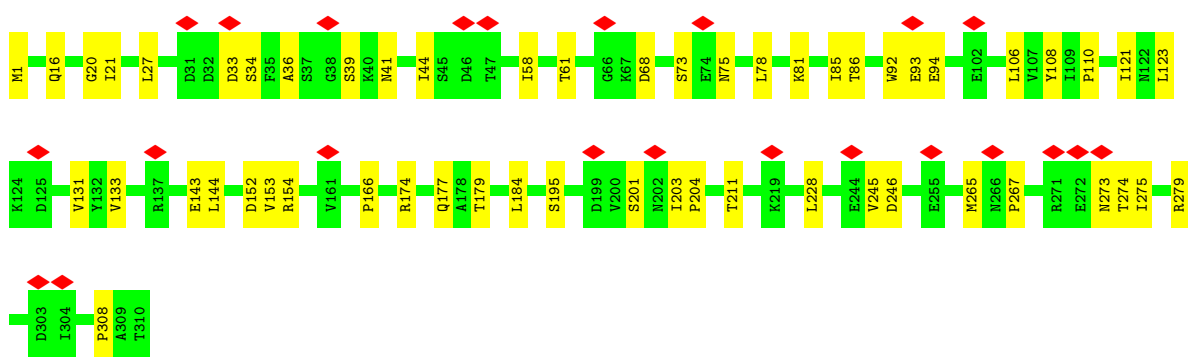 M1 Q16 G20 I21 L27 D31 D32 D33 S34 F35 A36 S37 G38 S39 K40 N41 I44 S45 D46 T47 I58 T61 G66 K67 D68 S73 E74 N75 L78 K81 I85 T86 W92 E93 E94 E102 L106 V107 Y108 I109 P110 I121 N122 L123
K124 D125 V131 Y132 V133 R137 E143 L144 D152 V153 R154 V161 P166 R174 Q177 A178 T179 L184 S195 D199 V200 S201 N202 I203 P204 T211 K219 L228 E244 V245 D246 E255 M265 N266 P267 R271 E272 N273 T274 I275 R279
D303 I304 P308 A309 T310